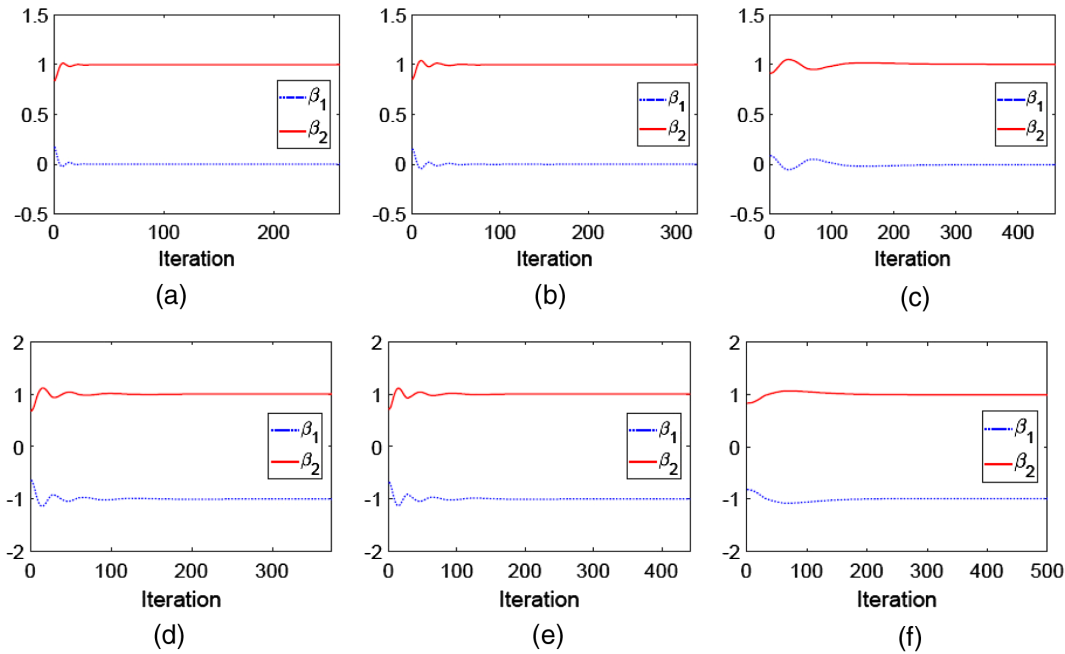 1.5
1
0.5
0
-0.5
0 100 200
Iteration
β1
β2
(a)
1.5
1
0.5
0
-0.5
0 100 200 300
Iteration
β1
β2
(b)
1.5
1
0.5
0
-0.5
0 100 200 300 400
Iteration
β1
β2
(c)
2
1
0
-1
-2
0 100 200 300
Iteration
β1
β2
(d)
2
1
0
-1
-2
0 100 200 300 400
Iteration
β1
β2
(e)
2
1
0
-1
-2
0 100 200 300 400 500
Iteration
β1
β2
(f)